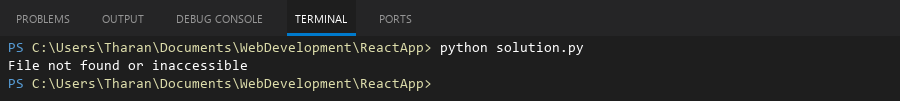 PROBLEMS OUTPUT DEBUG CONSOLE TERMINAL PORTS
PS C:\Users\Tharan\Documents\WebDevelopment\ReactApp> python solution.py
File not found or inaccessible
PS C:\Users\Tharan\Documents\WebDevelopment\ReactApp>